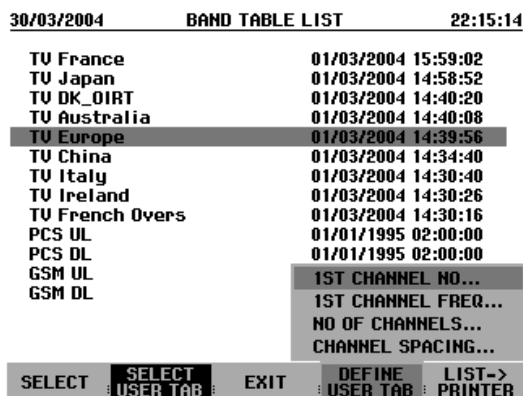 30/03/2004 BAND TABLE LIST 22:15:14
TV France 01/03/2004 15:59:02
TV Japan 01/03/2004 14:58:52
TV DK_OIRT 01/03/2004 14:40:20
TV Australia 01/03/2004 14:40:08
TV Europe 01/03/2004 14:39:56
TV China 01/03/2004 14:34:40
TV Italy 01/03/2004 14:30:40
TV Ireland 01/03/2004 14:30:26
TV French Overs 01/03/2004 14:30:16
PCS UL 01/01/1995 02:00:00
PCS DL 01/01/1995 02:00:00
GSM UL
GSM DL
1ST CHANNEL NO...
1ST CHANNEL FREQ...
NO OF CHANNELS...
CHANNEL SPACING...
SELECT SELECT USER TAB EXIT DEFINE USER TAB LIST-> PRINTER